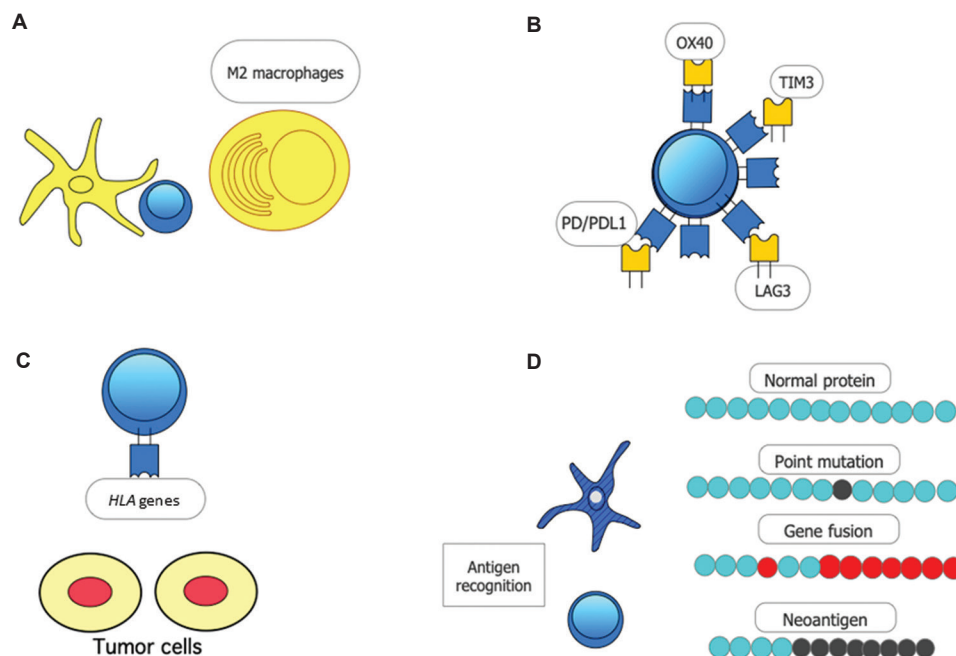 A
M2 macrophages
B
OX40
TIM3
PD/PDL1
LAG3
C
HLA genes
Tumor cells
D
Normal protein
Point mutation
Gene fusion
Antigen
recognition
Neoantigen